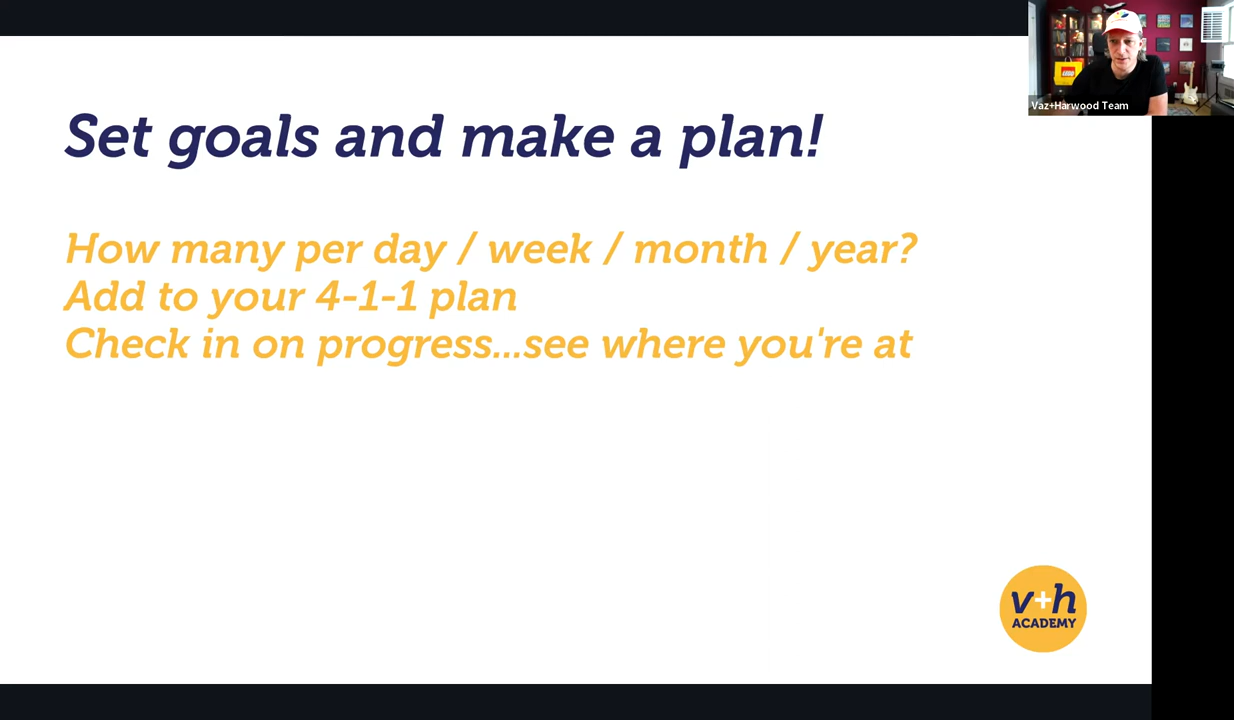 Set goals and make a plan!
How many per day / week / month / year?
Add to your 4-1-1 plan
Check in on progress...see where you're at
LEGO
Vaz+Harwood Team
v+h
ACADEMY